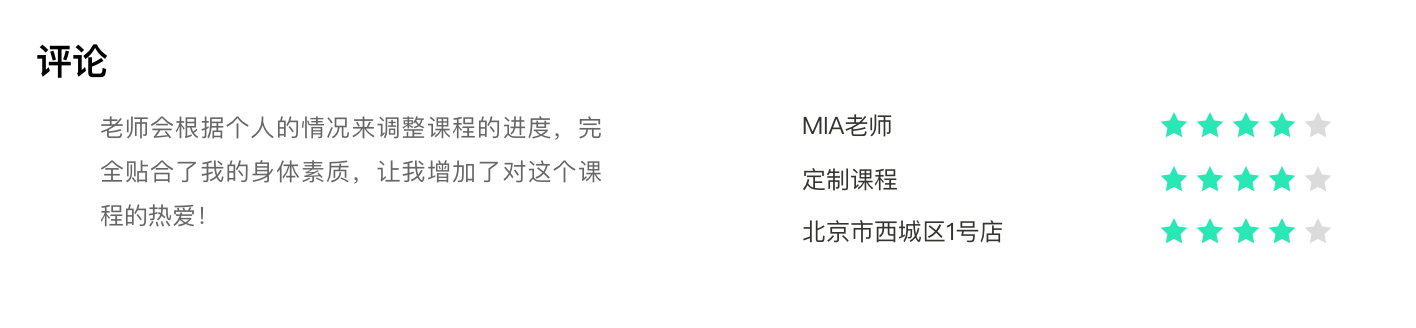 评论
老师会根据个人的情况来调整课程的进度，完
全贴合了我的身体素质，让我增加了对这个课
程的热爱！
MIA老师
定制课程
北京市西城区1号店